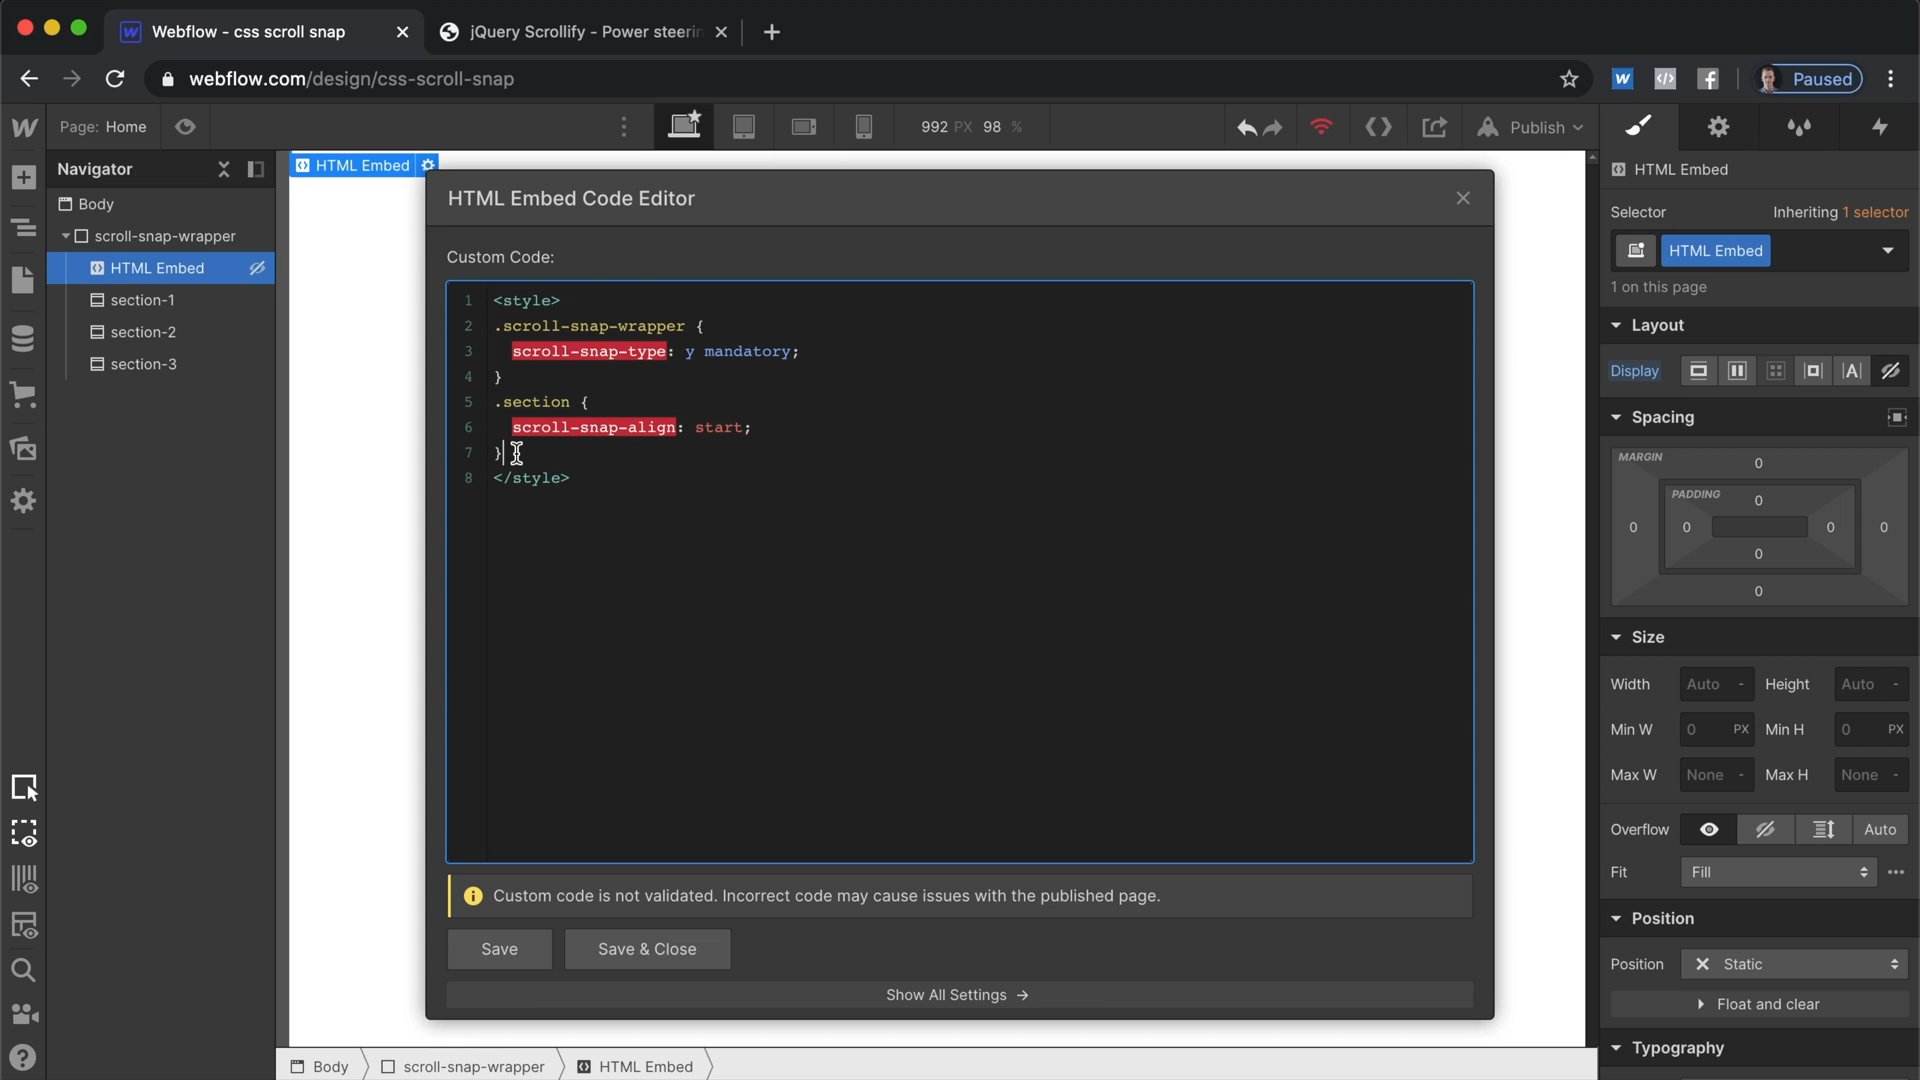 Webflow - css scroll snap
jQuery Scrollify - Power steerin
webflow.com/design/css-scroll-snap
Paused
Page: Home
992 PX 98 %
Publish
Navigator
Body
scroll-snap-wrapper
HTML Embed
section-1
section-2
section-3
HTML Embed
HTML Embed Code Editor
Custom Code:
1 <style>
2 .scroll-snap-wrapper {
3 scroll-snap-type: y mandatory;
4 }
5 .section {
6 scroll-snap-align: start;
7 }
8 </style>
Custom code is not validated. Incorrect code may cause issues with the published page.
Save
Save & Close
Show All Settings →
Body
scroll-snap-wrapper
HTML Embed
HTML Embed
Selector Inheriting 1 selector
HTML Embed
1 on this page
Layout
Display
Spacing
MARGIN
0
PADDING
0
0 0 0 0
0
0
Size
Width Auto - Height Auto -
Min W 0 PX Min H 0 PX
Max W None - Max H None -
Overflow Auto
Fit Fill
Position
Position Static
Float and clear
Typography